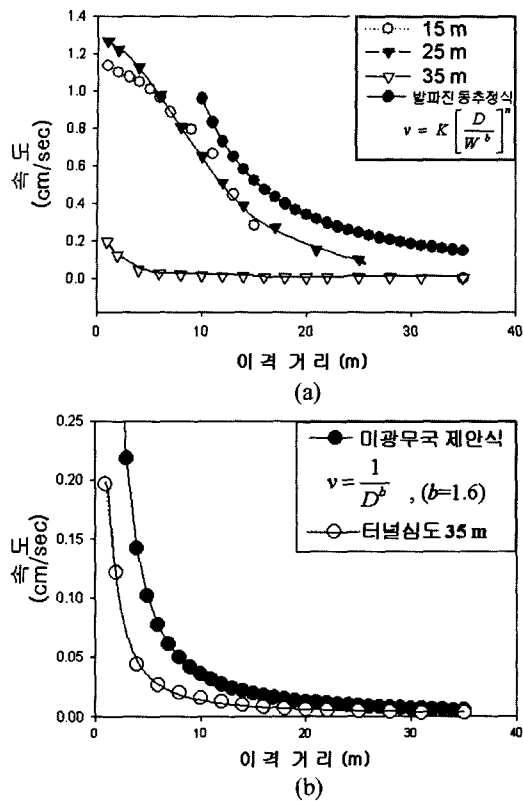 1.4
1.2
1.0
0.8
0.6
0.4
0.2
0.0
속도
(cm/sec)
15 m
25 m
35 m
발파진동추정식
v = K [D / W^b]^n
0 10 20 30 40
이격 거리 (m)
(a)
0.25
0.20
0.15
0.10
0.05
0.00
속도
(cm/sec)
미광무국 제안식
v = 1 / D^b , (b=1.6)
터널심도 35 m
0 10 20 30 40
이격 거리 (m)
(b)